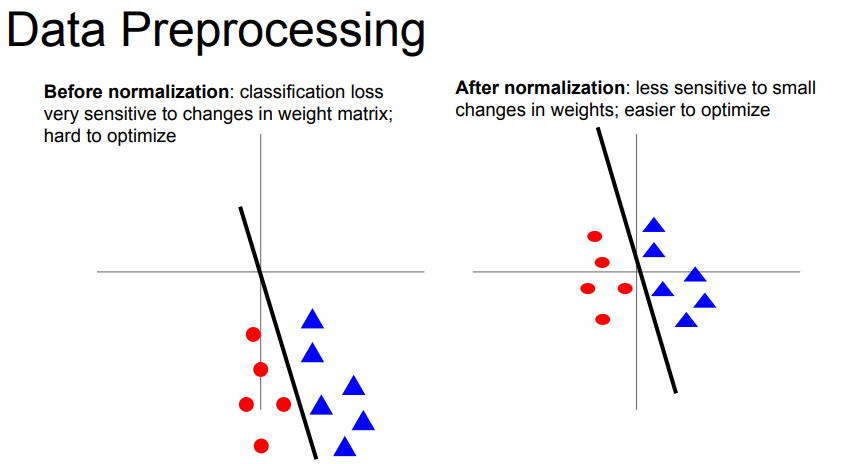 Data Preprocessing
Before normalization: classification loss
very sensitive to changes in weight matrix;
hard to optimize
After normalization: less sensitive to small
changes in weights; easier to optimize